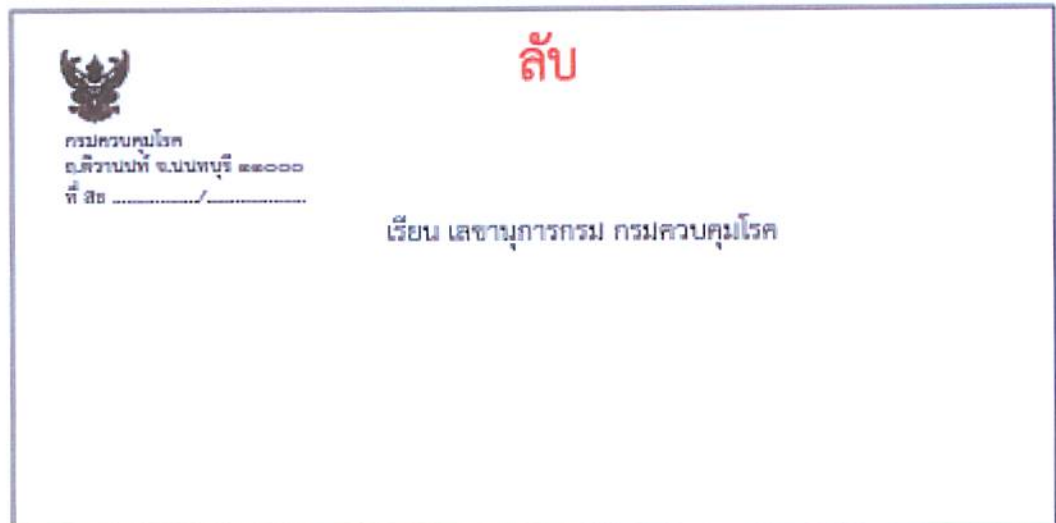 ลับ
กรมควบคุมโรค
ถ.ติวานนท์ จ.นนทบุรี ๑๑๐๐๐
ที่ สธ ................../....................
เรียน เลขานุการกรม กรมควบคุมโรค